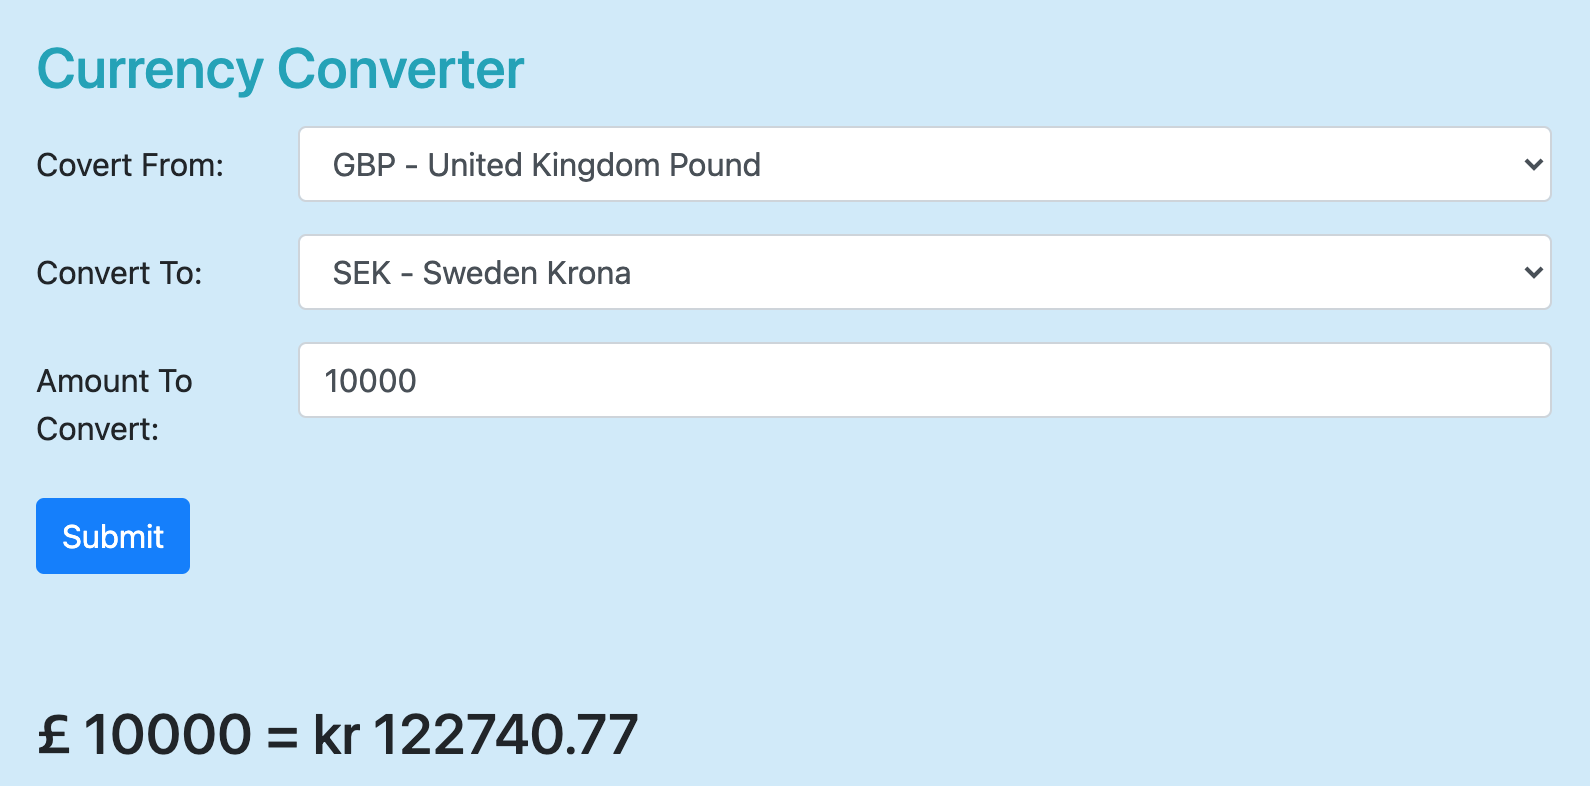 Currency Converter
Covert From:
GBP - United Kingdom Pound
Convert To:
SEK - Sweden Krona
Amount To
Convert:
10000
Submit
£ 10000 = kr 122740.77